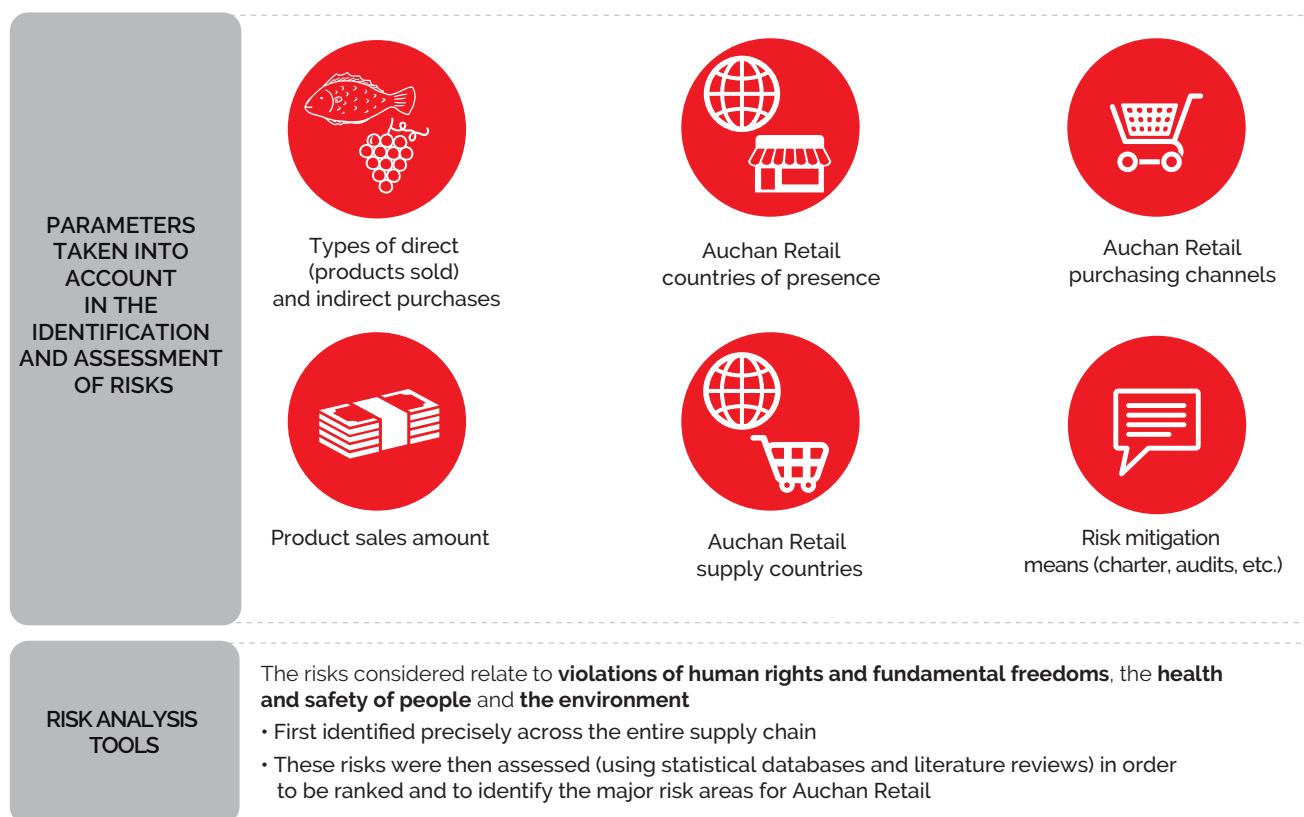 PARAMETERS
TAKEN INTO
ACCOUNT
IN THE
IDENTIFICATION
AND ASSESSMENT
OF RISKS
Types of direct
(products sold)
and indirect purchases
Auchan Retail
countries of presence
Auchan Retail
purchasing channels
Product sales amount
Auchan Retail
supply countries
Risk mitigation
means (charter, audits, etc.)
RISK ANALYSIS
TOOLS
The risks considered relate to violations of human rights and fundamental freedoms, the health
and safety of people and the environment
• First identified precisely across the entire supply chain
• These risks were then assessed (using statistical databases and literature reviews) in order
to be ranked and to identify the major risk areas for Auchan Retail